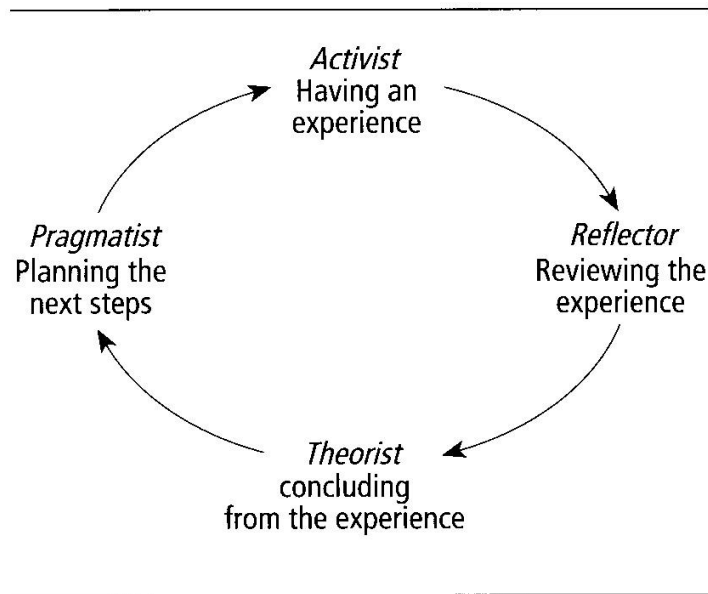 Activist
Having an
experience
Reflector
Reviewing the
experience
Theorist
concluding
from the experience
Pragmatist
Planning the
next steps